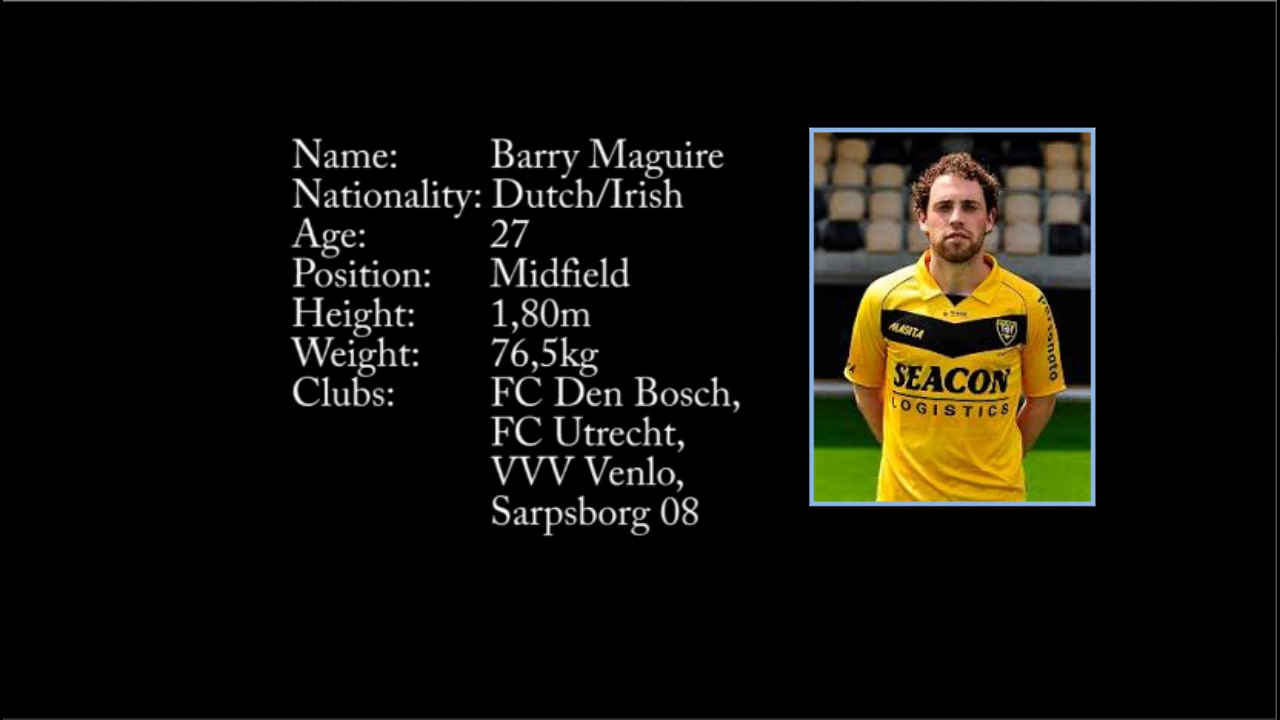 Name: Barry Maguire
Nationality: Dutch/Irish
Age: 27
Position: Midfield
Height: 1,80m
Weight: 76,5kg
Clubs: FC Den Bosch,
FC Utrecht,
VVV Venlo,
Sarpsborg 08
MASITA
SEACON
LOGISTICS